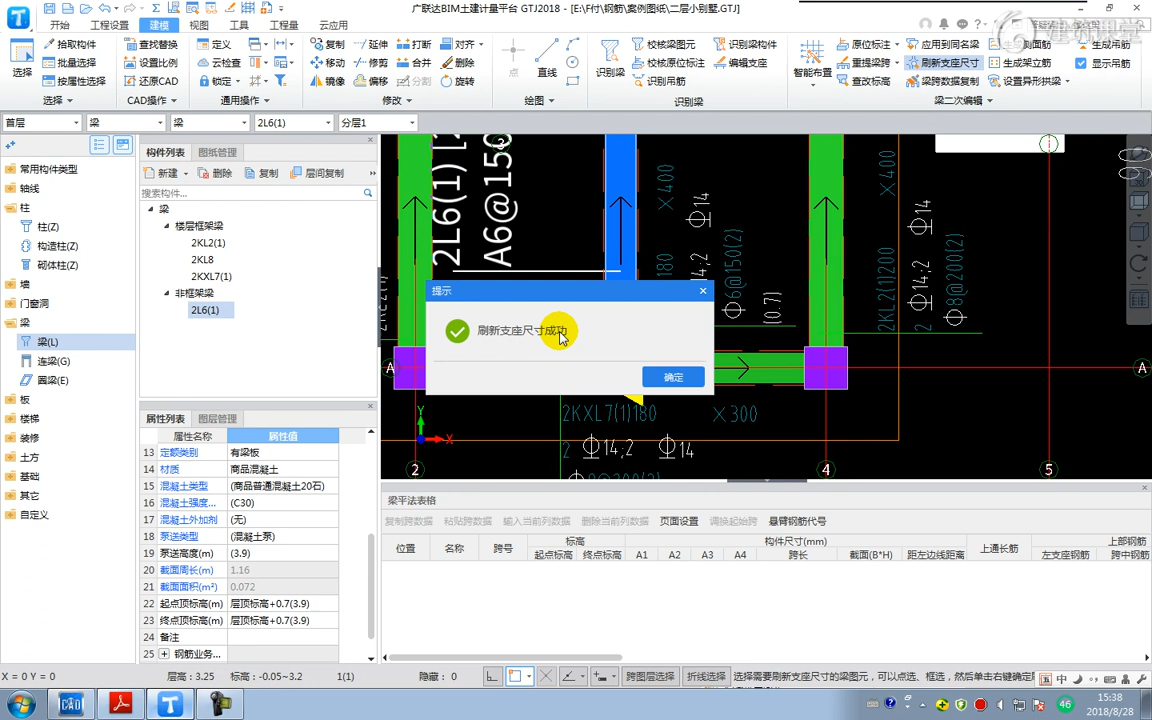 广联达BIM土建计量平台 GTJ2018 - [E:\F付\钢筋\案例图纸\二层小别墅.GTJ]
开始 工程设置 建模 视图 工具 工程量 云应用
选择 拾取构件 批量选择 按属性选择
选择
查找替换 设置比例 还原CAD
CAD操作
定义 云检查 锁定
通用操作
复制 延伸 打断 对齐
移动 修剪 合并 删除
镜像 偏移 分割 旋转
修改
点 直线
绘图
识别梁 校核梁图元 校核原位标注 识别吊筋 识别梁构件 编辑支座
识别梁
智能布置 原位标注 应用到同名梁 生成侧面筋 生成吊筋
重提梁跨 刷新支座尺寸 生成架立筋 显示吊筋
查改标高 梁跨数据复制 设置异形拱梁
梁二次编辑
首层 梁 梁 2L6(1) 分层1
常用构件类型
轴线
柱
柱(Z)
构造柱(Z)
砌体柱(Z)
墙
门窗洞
梁
梁(L)
连梁(G)
圈梁(E)
板
楼梯
装修
土方
基础
其它
自定义
构件列表 图纸管理
新建 删除 复制 层间复制
搜索构件...
梁
楼层框架梁
2KL2(1)
2KL8
2KXL7(1)
非框架梁
2L6(1)
属性列表 图层管理
属性名称 属性值
13 定额类别 有梁板
14 材质 商品混凝土
15 混凝土类型 (商品普通混凝土20石)
16 混凝土强度... (C30)
17 混凝土外加剂 (无)
18 泵送类型 (混凝土泵)
19 泵送高度(m) (3.9)
20 截面周长(m) 1.16
21 截面面积(m²) 0.072
22 起点顶标高(m) 层顶标高+0.7(3.9)
23 终点顶标高(m) 层顶标高+0.7(3.9)
24 备注
25 钢筋业务...
3
2L6(1)
A6@150
×400
Φ14
Φ6@150(2)
(0.7)
×400
Φ14
2KL2(1)200
2 Φ14;2
Φ8@200(2)
提示
刷新支座尺寸成功
确定
A A
2KXL7(1)180 ×300
2 Φ14;2 Φ14
Y
X
2 4 5
梁平法表格
复制跨数据 粘贴跨数据 输入当前列数据 删除当前列数据 页面设置 调换起始跨 悬臂钢筋代号
位置 名称 跨号 标高 构件尺寸(mm) 上通长筋 上部钢筋
起点标高 终点标高 A1 A2 A3 A4 跨长 截面(B*H) 距左边线距离 左支座钢筋 跨中钢筋
X = 0 Y = 0 层高: 3.25 标高: -0.05~3.2 1(1) 隐藏: 0 跨图层选择 折线选择 选择需要刷新支座尺寸的梁图元，可以点选、框选，然后单击右键确定
中
CAD
46
15:38
2018/8/28